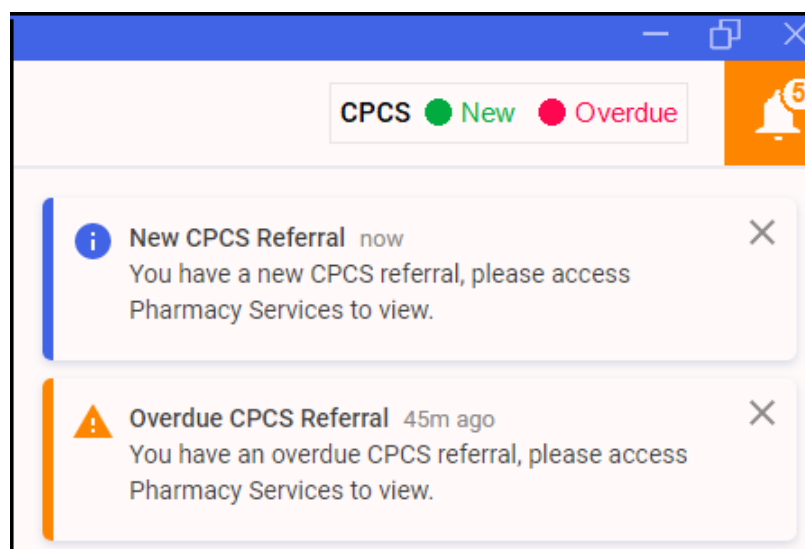 CPCS New Overdue
5
New CPCS Referral now
You have a new CPCS referral, please access
Pharmacy Services to view.
Overdue CPCS Referral 45m ago
You have an overdue CPCS referral, please access
Pharmacy Services to view.